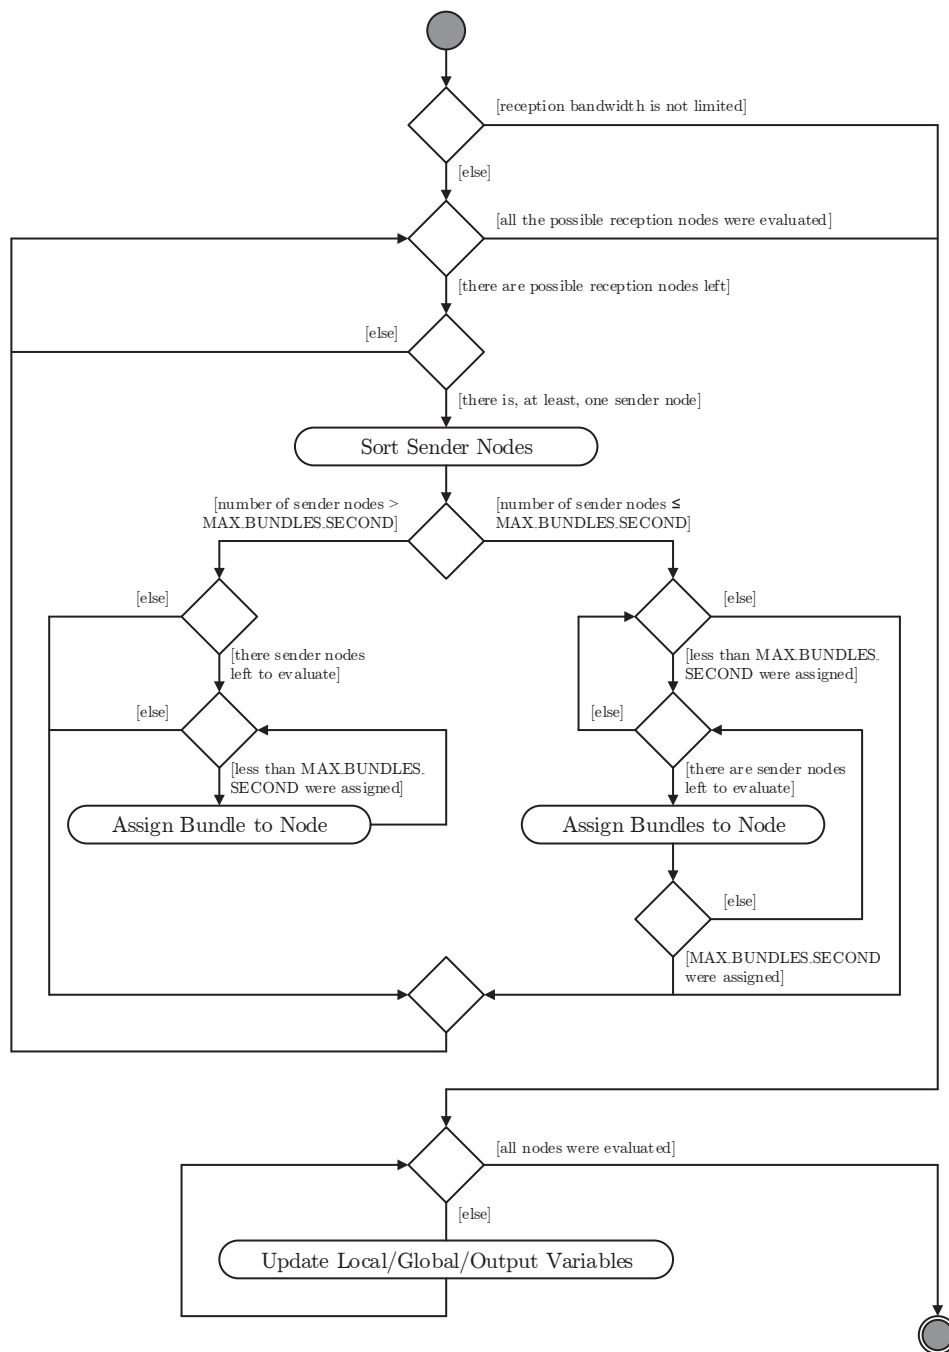 [reception bandwidth is not limited]
[else]
[all the possible reception nodes were evaluated]
[there are possible reception nodes left]
[else]
[there is, at least, one sender node]
Sort Sender Nodes
[number of sender nodes >
MAX.BUNDLES.SECOND]
[number of sender nodes ≤
MAX.BUNDLES.SECOND]
[else]
[else]
[there sender nodes
left to evaluate]
[less than MAX.BUNDLES.
SECOND were assigned]
[else]
[else]
[less than MAX.BUNDLES.
SECOND were assigned]
[there are sender nodes
left to evaluate]
Assign Bundle to Node
Assign Bundles to Node
[else]
[MAX.BUNDLES.SECOND
were assigned]
[all nodes were evaluated]
[else]
Update Local/Global/Output Variables